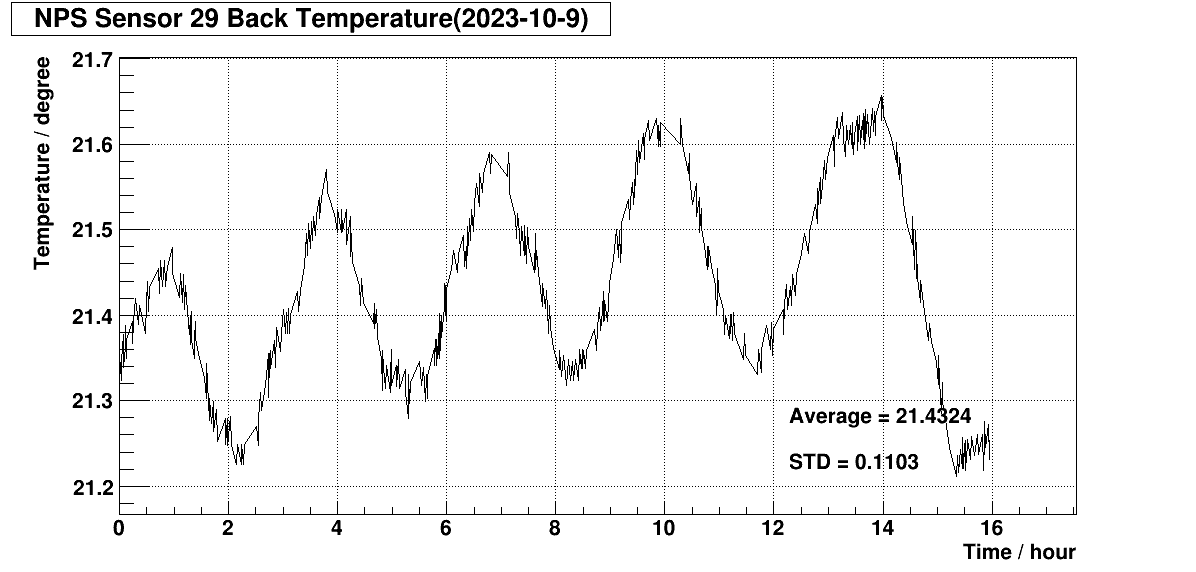 NPS Sensor 29 Back Temperature(2023-10-9)
Temperature / degree
21.7
21.6
21.5
21.4
21.3
21.2
Average = 21.4324
STD = 0.1103
0 2 4 6 8 10 12 14 16
Time / hour